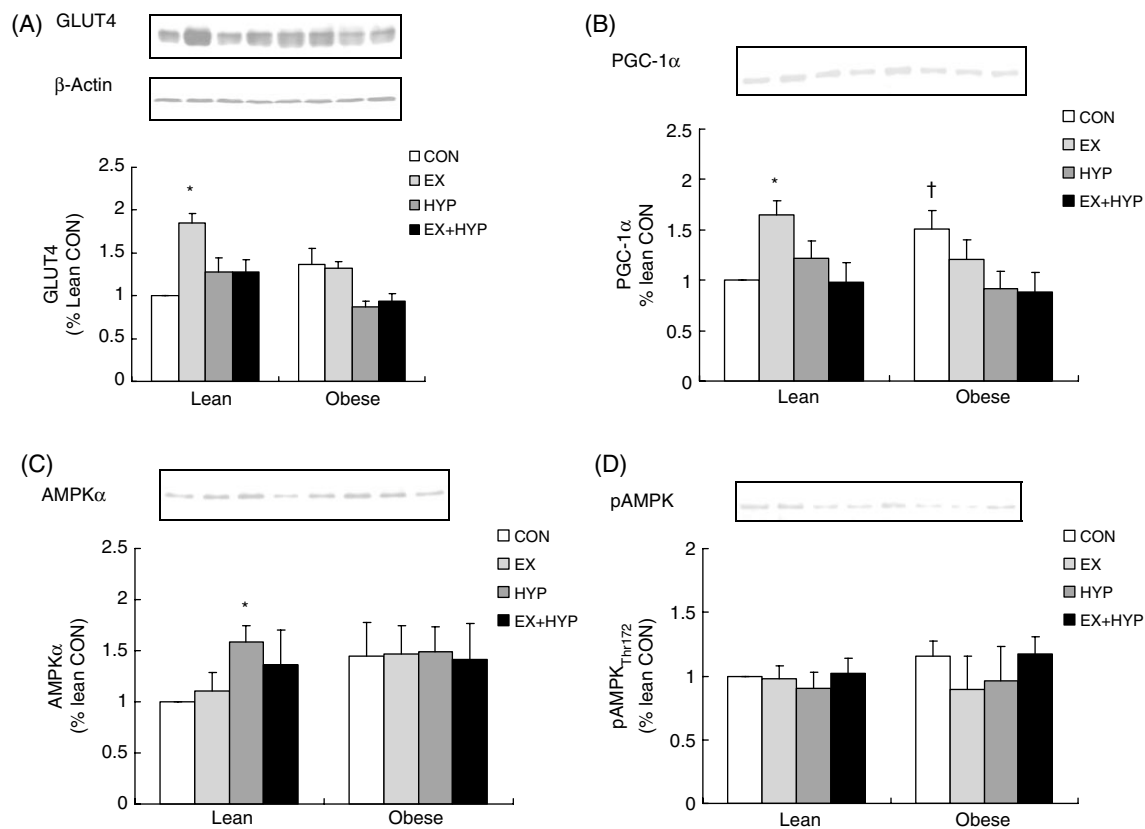 (A)
GLUT4
β-Actin
CON
EX
HYP
EX+HYP
GLUT4
(% Lean CON)
2.5
2
1.5
1
0.5
0
*
Lean
Obese
(B)
PGC-1α
CON
EX
HYP
EX+HYP
PGC-1α
% lean CON
2.5
2
1.5
1
0.5
0
*
†
Lean
Obese
(C)
AMPKα
CON
EX
HYP
EX+HYP
AMPKα
(% lean CON)
2.5
2
1.5
1
0.5
0
*
Lean
Obese
(D)
pAMPK
CON
EX
HYP
EX+HYP
pAMPKThr172
(% lean CON)
2
1.5
1
0.5
0
Lean
Obese